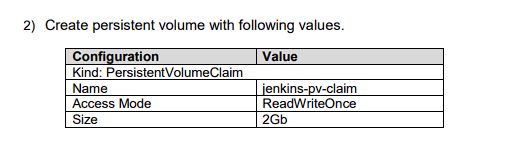 2) Create persistent volume with following values.
Configuration Value
Kind: PersistentVolumeClaim
Name jenkins-pv-claim
Access Mode ReadWriteOnce
Size 2Gb